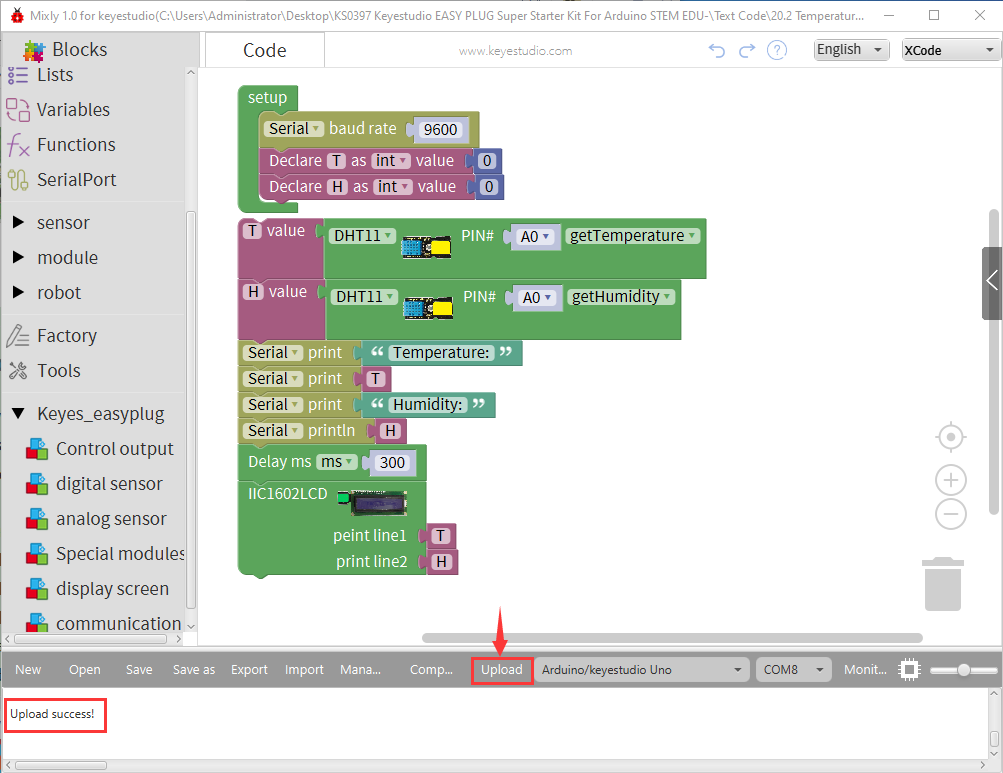 Mixly 1.0 for keyestudio(C:\Users\Administrator\Desktop\KS0397 Keyestudio EASY PLUG Super Starter Kit For Arduino STEM EDU-\Text Code\20.2 Temperatur...
Blocks
Code
www.keyestudio.com
?
English
XCode
Lists
Variables
Functions
SerialPort
sensor
module
robot
Factory
Tools
Keyes_easyplug
Control output
digital sensor
analog sensor
Special modules
display screen
communication
setup
Serial baud rate 9600
Declare T as int value 0
Declare H as int value 0
T value DHT11 PIN# A0 getTemperature
H value DHT11 PIN# A0 getHumidity
Serial print “ Temperature: ”
Serial print T
Serial print “ Humidity: ”
Serial println H
Delay ms ms 300
IIC1602LCD
peint line1 T
print line2 H
New Open Save Save as Export Import Mana... Comp... Upload Arduino/keyestudio Uno COM8 Monit...
Upload success!